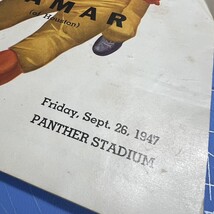 AMAR
(of Houston)
Friday, Sept. 26, 1947
PANTHER STADIUM